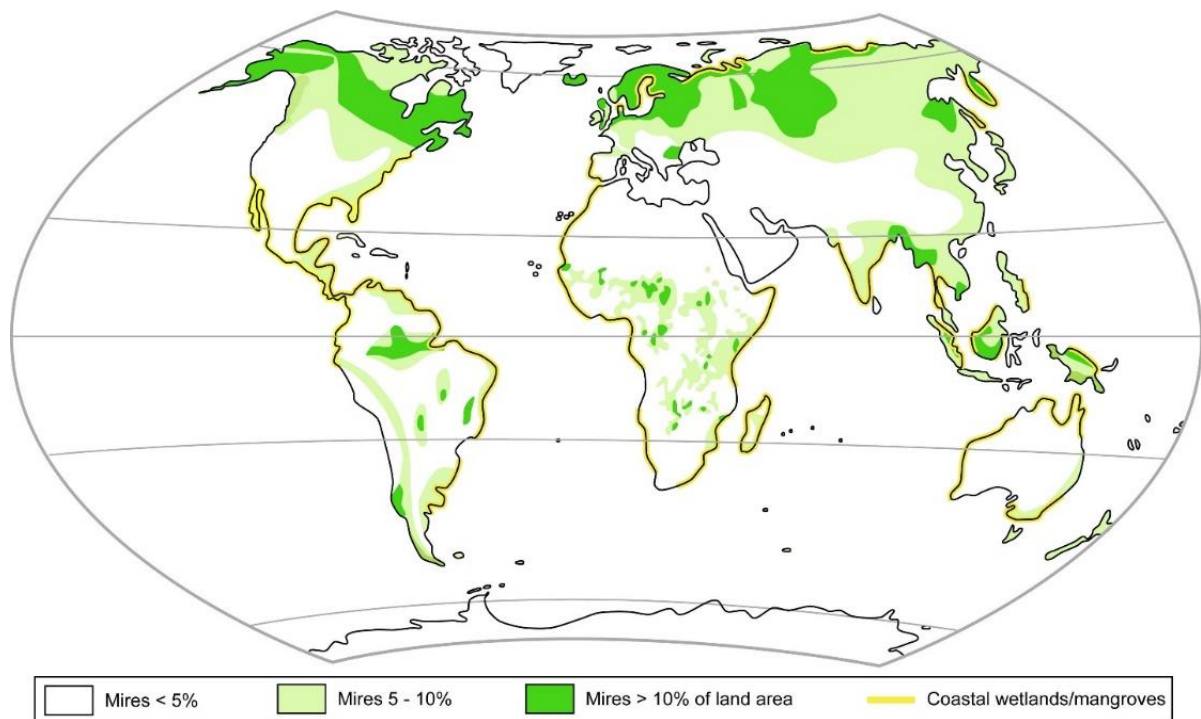 Mires < 5%
Mires 5 - 10%
Mires > 10% of land area
Coastal wetlands/mangroves